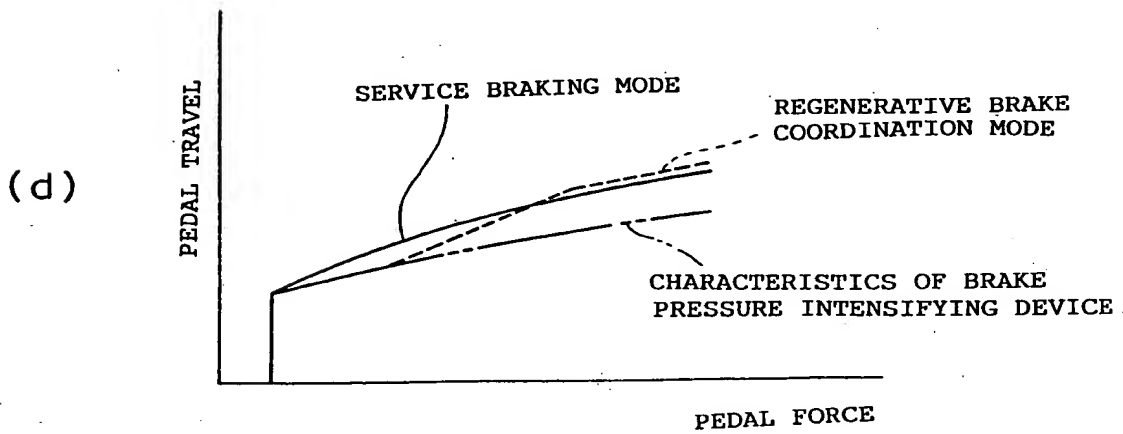 (d)
PEDAL TRAVEL
SERVICE BRAKING MODE
REGENERATIVE BRAKE
COORDINATION MODE
CHARACTERISTICS OF BRAKE
PRESSURE INTENSIFYING DEVICE
PEDAL FORCE